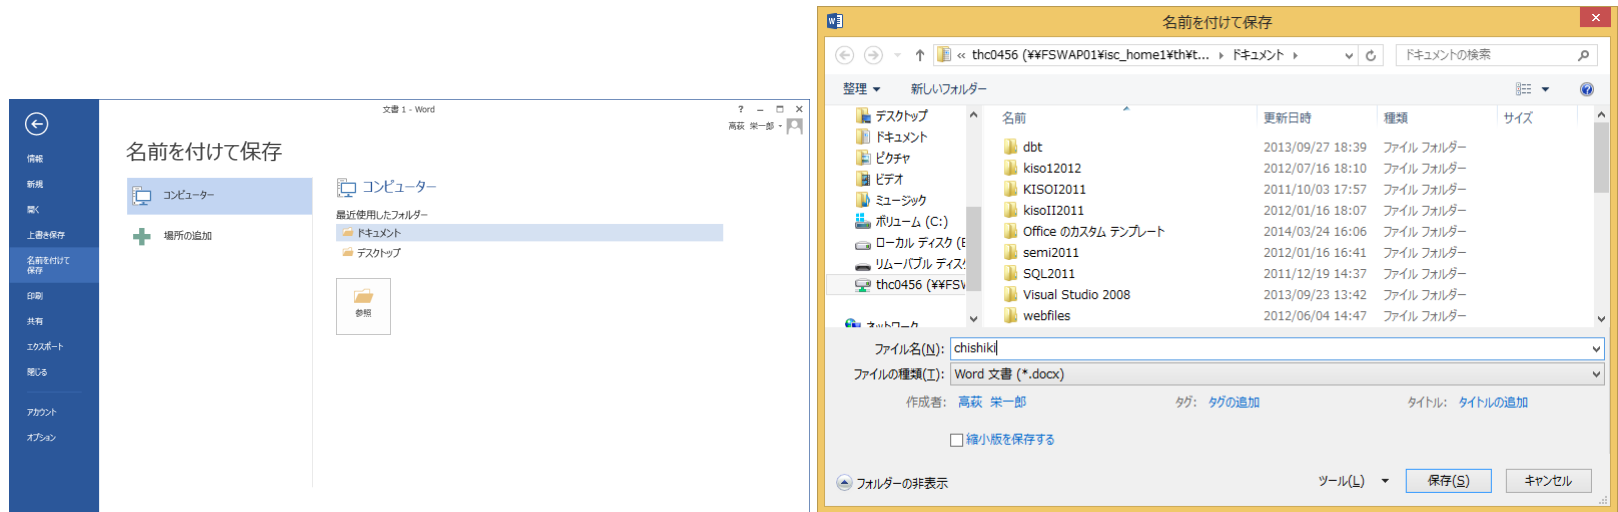 文書 1 - Word
?
高萩 栄一郎
情報
新規
開く
上書き保存
名前を付けて
保存
印刷
共有
エクスポート
閉じる
アカウント
オプション
名前を付けて保存
コンピューター
場所の追加
コンピューター
最近使用したフォルダー
ドキュメント
デスクトップ
参照
名前を付けて保存
« thc0456 (¥¥FSWAP01¥isc_home1¥th¥t... ▸ ドキュメント ▸
ドキュメントの検索
整理 ▼ 新しいフォルダー
デスクトップ
ドキュメント
ピクチャ
ビデオ
ミュージック
ボリューム (C:)
ローカル ディスク (E
リムーバブル ディス
thc0456 (¥¥FSV
ネットワーク
名前 更新日時 種類 サイズ
dbt 2013/09/27 18:39 ファイル フォルダー
kiso12012 2012/07/16 18:10 ファイル フォルダー
KISOI2011 2011/10/03 17:57 ファイル フォルダー
kisoII2011 2012/01/16 18:07 ファイル フォルダー
Office のカスタム テンプレート 2014/03/24 16:06 ファイル フォルダー
semi2011 2012/01/16 16:41 ファイル フォルダー
SQL2011 2011/12/19 14:37 ファイル フォルダー
Visual Studio 2008 2013/09/23 13:42 ファイル フォルダー
webfiles 2012/06/04 14:47 ファイル フォルダー
ファイル名(N): chishiki
ファイルの種類(T): Word 文書 (*.docx)
作成者: 高萩 栄一郎 タグ: タグの追加 タイトル: タイトルの追加
縮小版を保存する
フォルダーの非表示 ツール(L) ▼ 保存(S) キャンセル